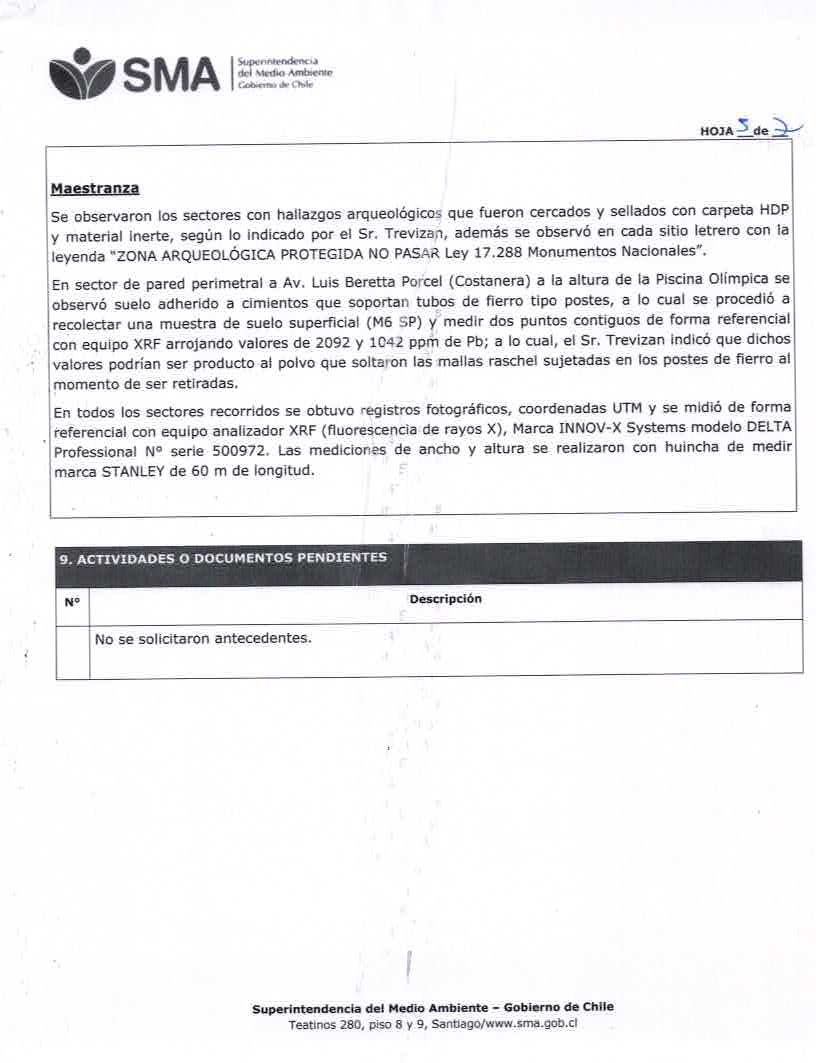 SMA
Superintendencia
del Medio Ambiente
Gobierno de Chile
HOJA 5 de 7
Maestranza
Se observaron los sectores con hallazgos arqueológicos que fueron cercados y sellados con carpeta HDP
y material inerte, según lo indicado por el Sr. Trevizan, además se observó en cada sitio letrero con la
leyenda "ZONA ARQUEOLÓGICA PROTEGIDA NO PASAR Ley 17.288 Monumentos Nacionales".
En sector de pared perimetral a Av. Luis Beretta Porcel (Costanera) a la altura de la Piscina Olímpica se
observó suelo adherido a cimientos que soportan tubos de fierro tipo postes, a lo cual se procedió a
recolectar una muestra de suelo superficial (M6 SP) y medir dos puntos contiguos de forma referencial
con equipo XRF arrojando valores de 2092 y 1042 ppm de Pb; a lo cual, el Sr. Trevizan indicó que dichos
valores podrían ser producto al polvo que soltaron las mallas raschel sujetadas en los postes de fierro al
momento de ser retiradas.
En todos los sectores recorridos se obtuvo registros fotográficos, coordenadas UTM y se midió de forma
referencial con equipo analizador XRF (fluorescencia de rayos X), Marca INNOV-X Systems modelo DELTA
Professional Nº serie 500972. Las mediciones de ancho y altura se realizaron con huincha de medir
marca STANLEY de 60 m de longitud.
9. ACTIVIDADES O DOCUMENTOS PENDIENTES
Nº Descripción
No se solicitaron antecedentes.
Superintendencia del Medio Ambiente – Gobierno de Chile
Teatinos 280, piso 8 y 9, Santiago/www.sma.gob.cl